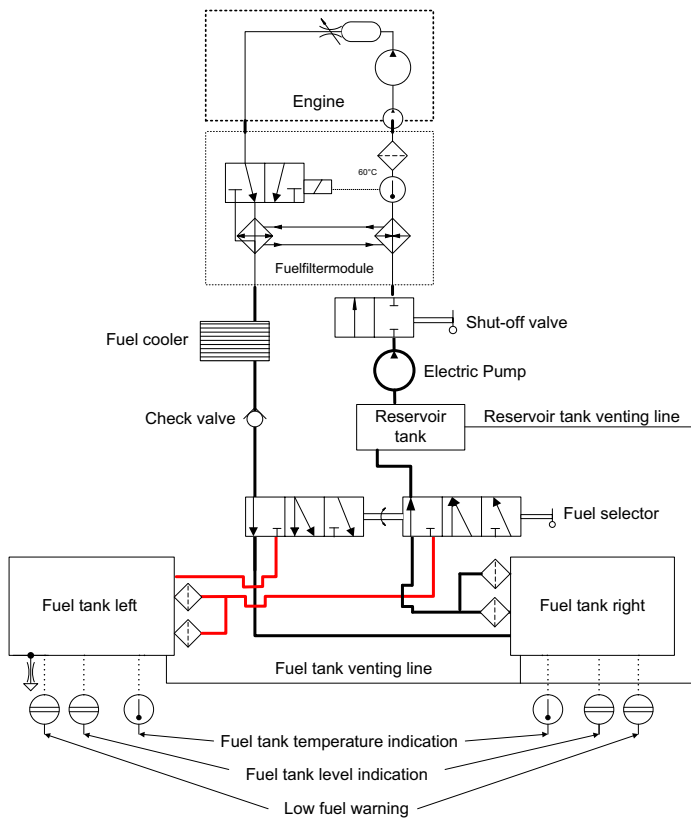 Engine
60°C
Fuelfiltermodule
Shut-off valve
Fuel cooler
Electric Pump
Check valve
Reservoir
tank
Reservoir tank venting line
Fuel selector
Fuel tank left
Fuel tank right
Fuel tank venting line
Fuel tank temperature indication
Fuel tank level indication
Low fuel warning